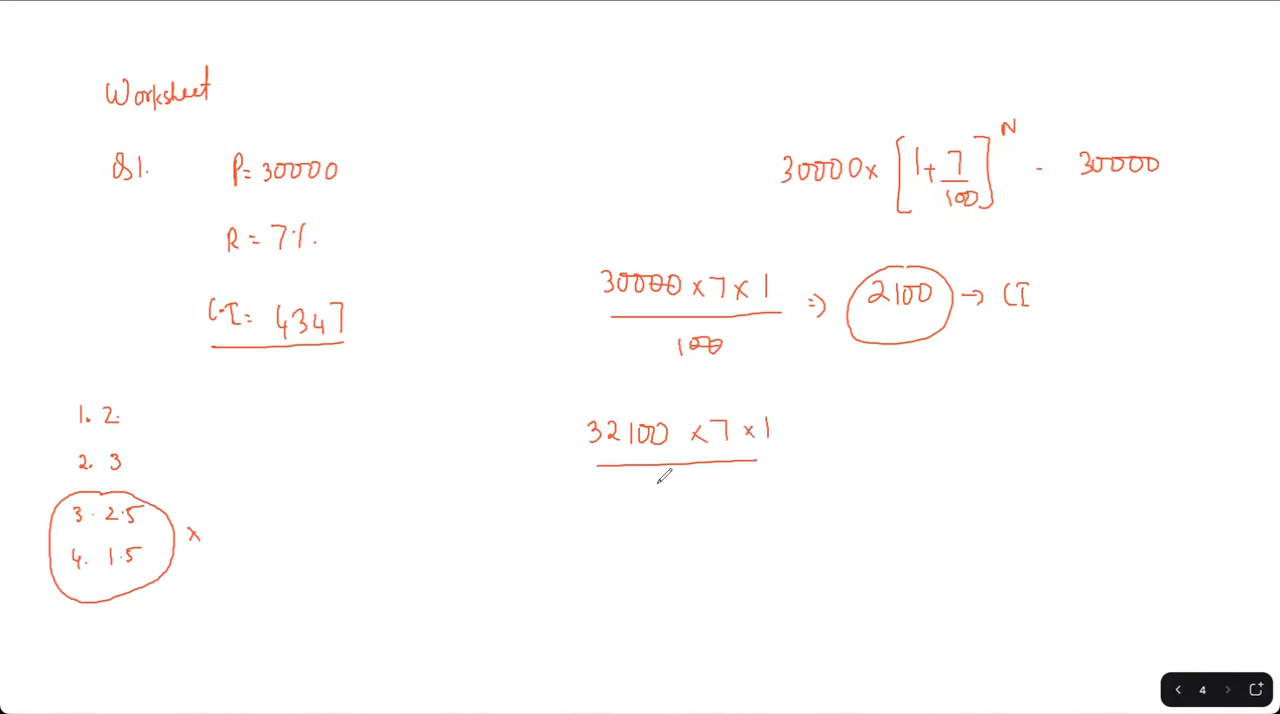 Worksheet
Q1. P = 30000
R = 7%.
C.I = 4347
1. 2.
2. 3
3. 2.5
4. 1.5
x
30000 x [1 + 7/100]^N - 30000
30000 x 7 x 1
100
=> 2100 → CI
32100 x 7 x 1
4